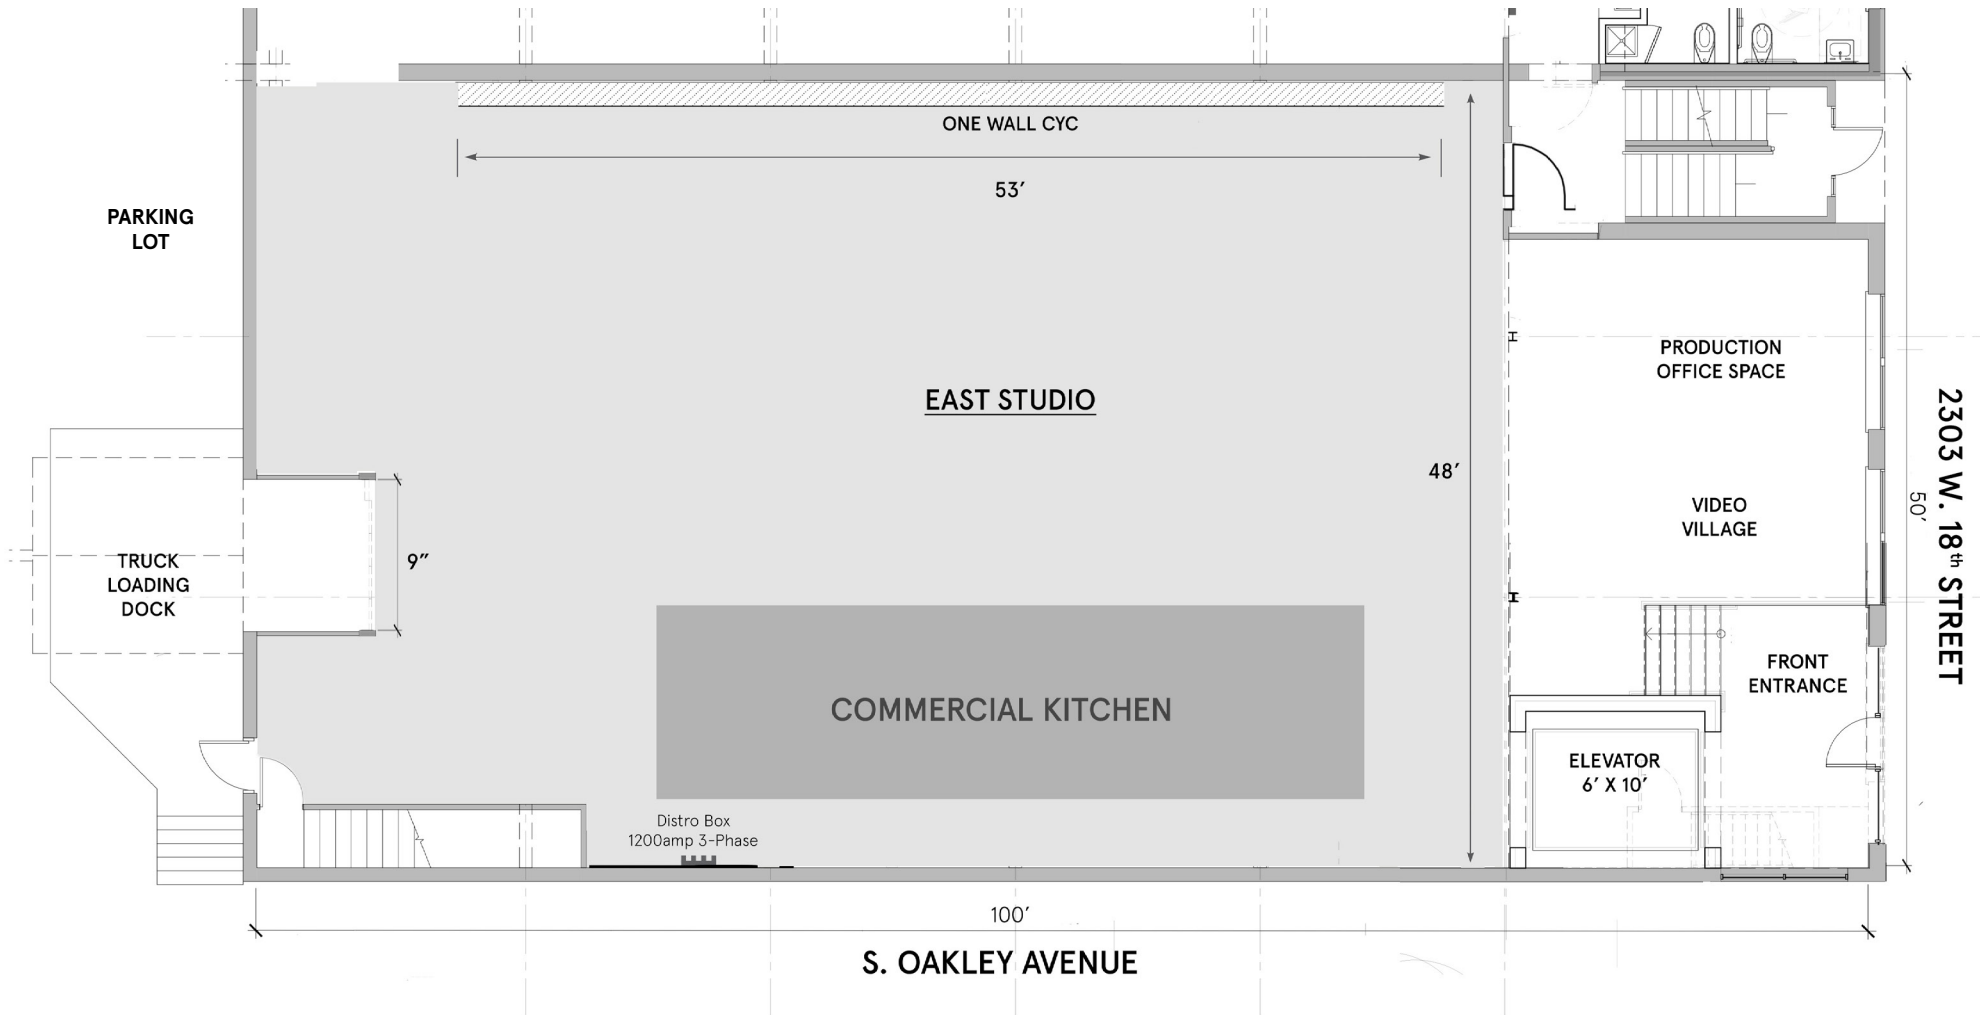 ONE WALL CYC
53′
PARKING
LOT
PRODUCTION
OFFICE SPACE
EAST STUDIO
48′
VIDEO
VILLAGE
50′
2303 W. 18th STREET
TRUCK
LOADING
DOCK
9″
FRONT
ENTRANCE
COMMERCIAL KITCHEN
ELEVATOR
6′ X 10′
Distro Box
1200amp 3-Phase
100′
S. OAKLEY AVENUE